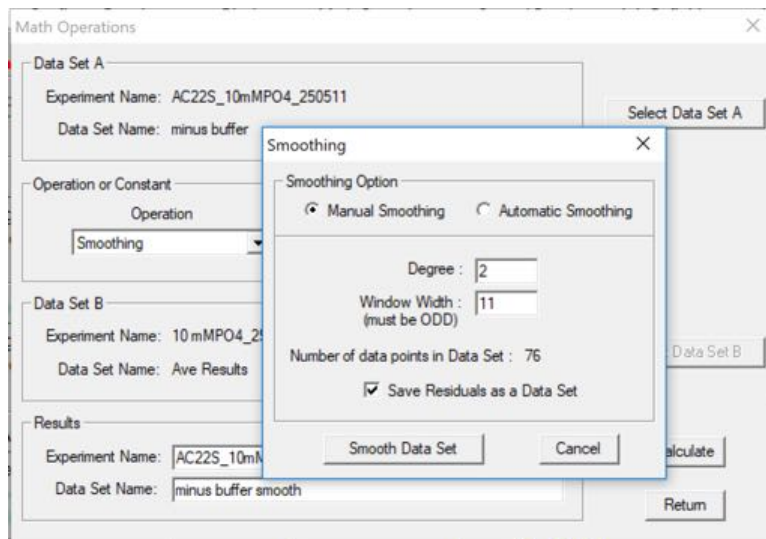 Math Operations
Data Set A
Experiment Name: AC22S_10mMPO4_250511
Data Set Name: minus buffer
Select Data Set A
Smoothing
Operation or Constant
Operation
Smoothing
Smoothing Option
Manual Smoothing Automatic Smoothing
Degree : 2
Window Width : 11
(must be ODD)
Number of data points in Data Set : 76
Save Residuals as a Data Set
Smooth Data Set Cancel
Data Set B
Experiment Name: 10 mMPO4_25
Data Set Name: Ave Results
Data Set B
Results
Experiment Name: AC22S_10mM
Data Set Name: minus buffer smooth
alculate
Return